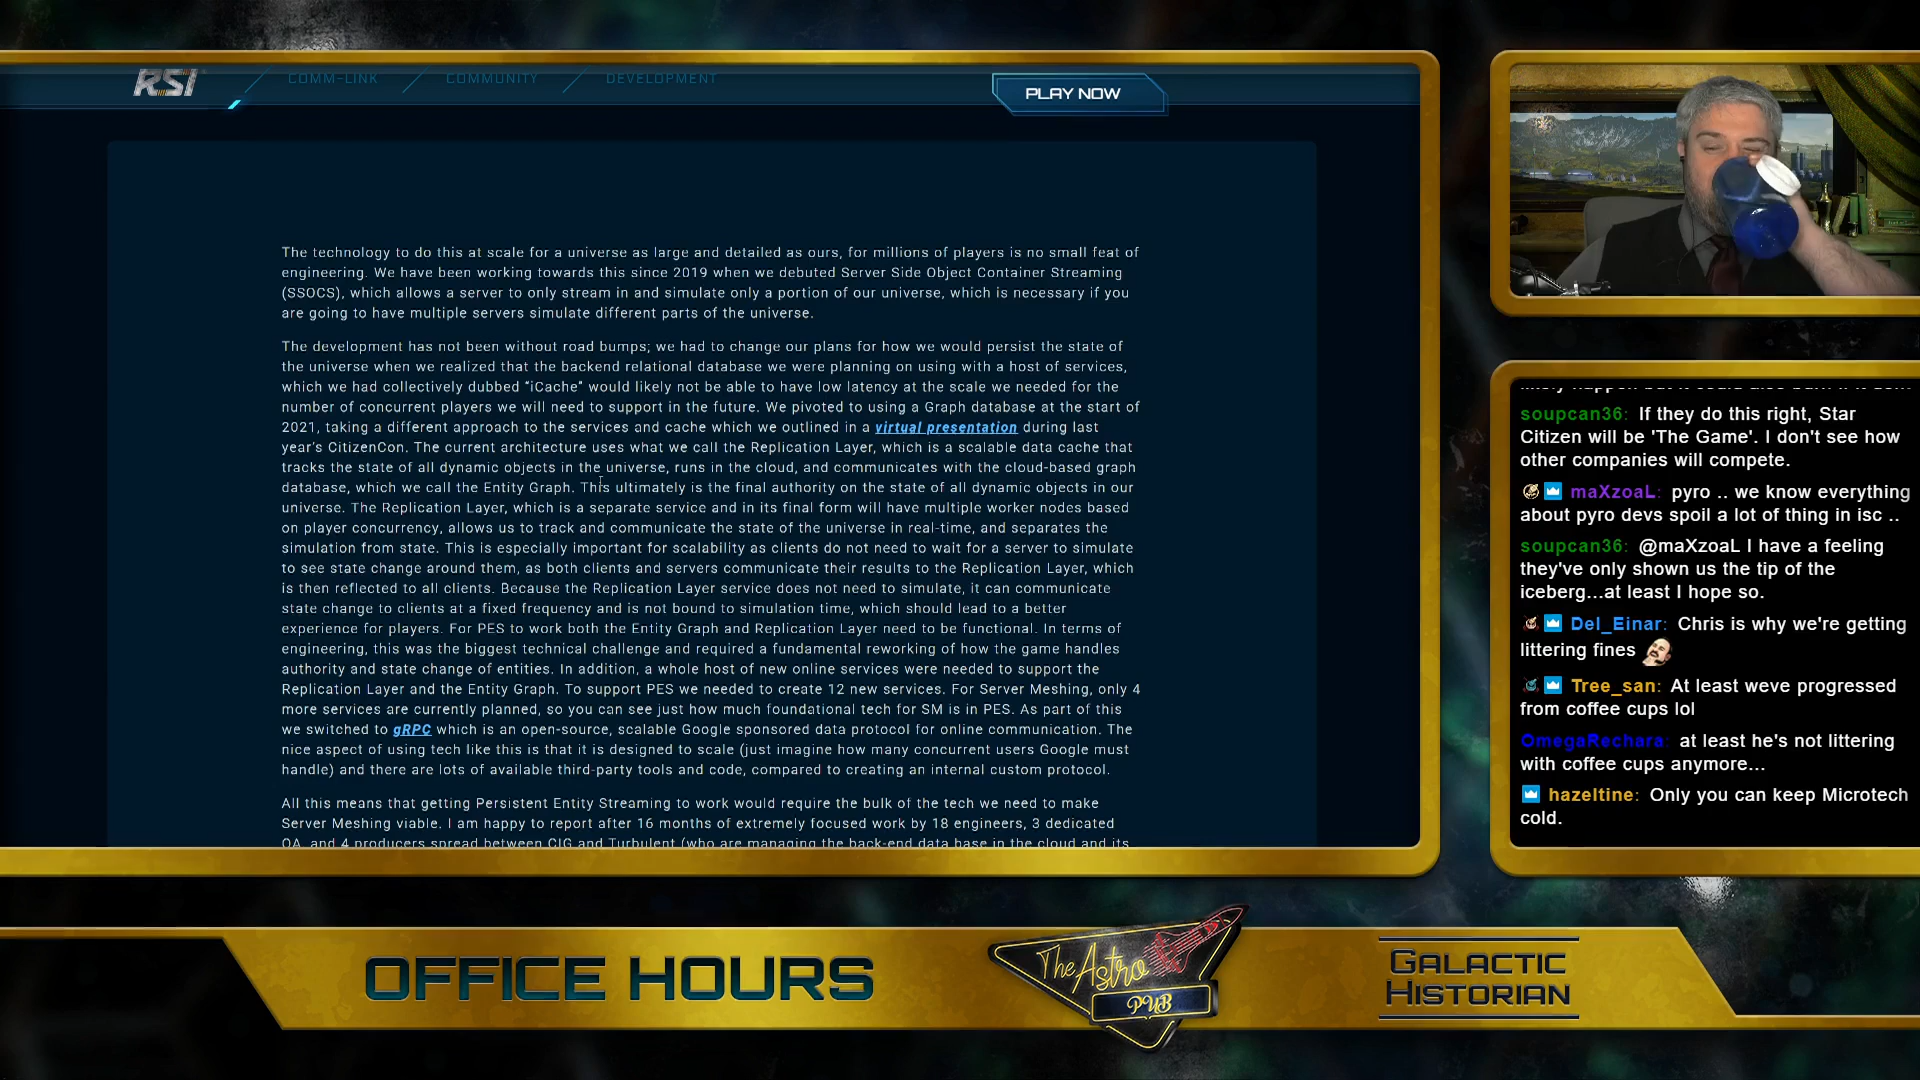 RSI
COMM-LINK
COMMUNITY
DEVELOPMENT
PLAY NOW
The technology to do this at scale for a universe as large and detailed as ours, for millions of players is no small feat of
engineering. We have been working towards this since 2019 when we debuted Server Side Object Container Streaming
(SSOCS), which allows a server to only stream in and simulate only a portion of our universe, which is necessary if you
are going to have multiple servers simulate different parts of the universe.
The development has not been without road bumps; we had to change our plans for how we would persist the state of
the universe when we realized that the backend relational database we were planning on using with a host of services,
which we had collectively dubbed “iCache” would likely not be able to have low latency at the scale we needed for the
number of concurrent players we will need to support in the future. We pivoted to using a Graph database at the start of
2021, taking a different approach to the services and cache which we outlined in a virtual presentation during last
year's CitizenCon. The current architecture uses what we call the Replication Layer, which is a scalable data cache that
tracks the state of all dynamic objects in the universe, runs in the cloud, and communicates with the cloud-based graph
database, which we call the Entity Graph. This ultimately is the final authority on the state of all dynamic objects in our
universe. The Replication Layer, which is a separate service and in its final form will have multiple worker nodes based
on player concurrency, allows us to track and communicate the state of the universe in real-time, and separates the
simulation from state. This is especially important for scalability as clients do not need to wait for a server to simulate
to see state change around them, as both clients and servers communicate their results to the Replication Layer, which
is then reflected to all clients. Because the Replication Layer service does not need to simulate, it can communicate
state change to clients at a fixed frequency and is not bound to simulation time, which should lead to a better
experience for players. For PES to work both the Entity Graph and Replication Layer need to be functional. In terms of
engineering, this was the biggest technical challenge and required a fundamental reworking of how the game handles
authority and state change of entities. In addition, a whole host of new online services were needed to support the
Replication Layer and the Entity Graph. To support PES we needed to create 12 new services. For Server Meshing, only 4
more services are currently planned, so you can see just how much foundational tech for SM is in PES. As part of this
we switched to gRPC which is an open-source, scalable Google sponsored data protocol for online communication. The
nice aspect of using tech like this is that it is designed to scale (just imagine how many concurrent users Google must
handle) and there are lots of available third-party tools and code, compared to creating an internal custom protocol.
All this means that getting Persistent Entity Streaming to work would require the bulk of the tech we need to make
Server Meshing viable. I am happy to report after 16 months of extremely focused work by 18 engineers, 3 dedicated
QA, and 4 producers spread between CIG and Turbulent (who are managing the back-end data base in the cloud and its
soupcan36: If they do this right, Star
Citizen will be 'The Game'. I don't see how
other companies will compete.
maXzoaL: pyro .. we know everything
about pyro devs spoil a lot of thing in isc ..
soupcan36: @maXzoaL I have a feeling
they've only shown us the tip of the
iceberg...at least I hope so.
Del_Einar: Chris is why we're getting
littering fines
Tree_san: At least weve progressed
from coffee cups lol
OmegaRechara: at least he's not littering
with coffee cups anymore...
hazeltine: Only you can keep Microtech
cold.
OFFICE HOURS
The Astro
PUB
GALACTIC
HISTORIAN